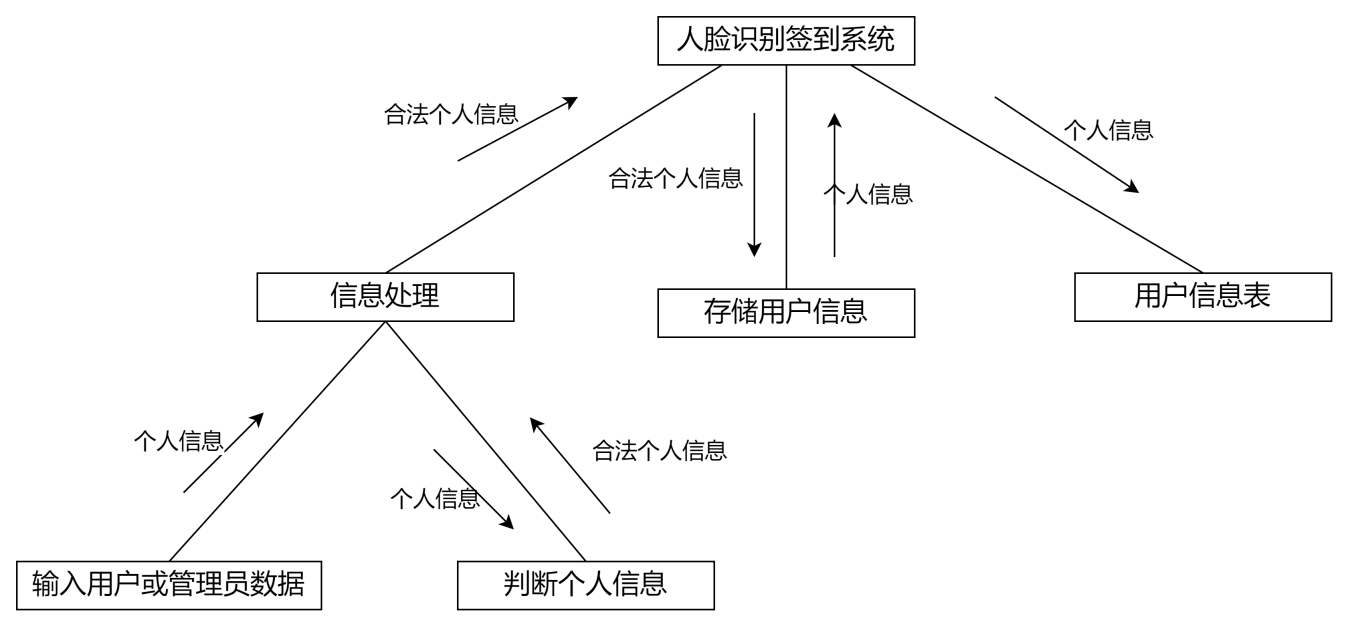 人脸识别签到系统
合法个人信息
个人信息
合法个人信息
个人信息
信息处理
存储用户信息
用户信息表
个人信息
合法个人信息
个人信息
输入用户或管理员数据
判断个人信息